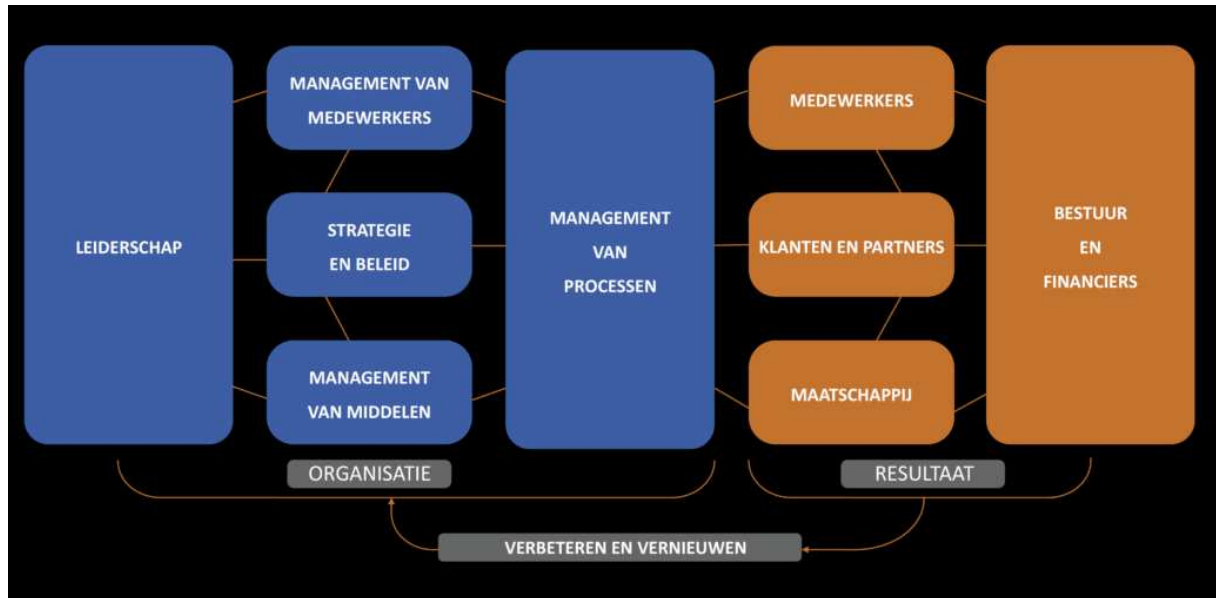 LEIDERSCHAP
MANAGEMENT VAN
MEDEWERKERS
STRATEGIE
EN BELEID
MANAGEMENT
VAN MIDDELEN
MANAGEMENT
VAN
PROCESSEN
MEDEWERKERS
KLANTEN EN PARTNERS
MAATSCHAPPIJ
BESTUUR
EN
FINANCIERS
ORGANISATIE
RESULTAAT
VERBETEREN EN VERNIEUWEN